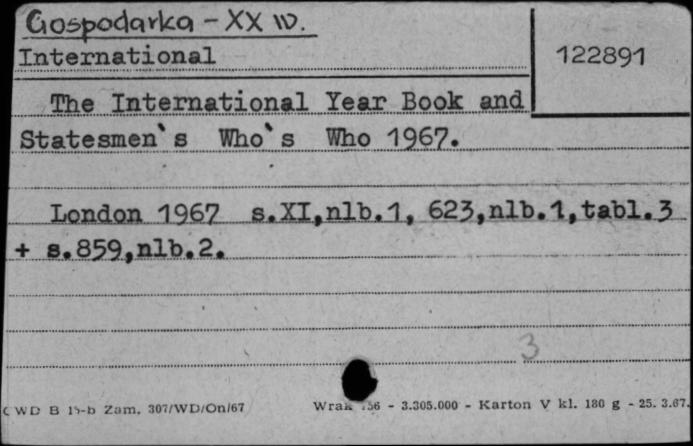 Gospodarka - XX w.
International
122891
The International Year Book and
Statesmen`s Who`s Who 1967.
London 1967 s.XI,nlb.1, 623,nlb.1,tabl.3
+ s.859,nlb.2.
3
CWD B 15-b Zam. 307/WD/On/67 - 3.305.000 - Karton V kl. 180 g - 25. 3.67.